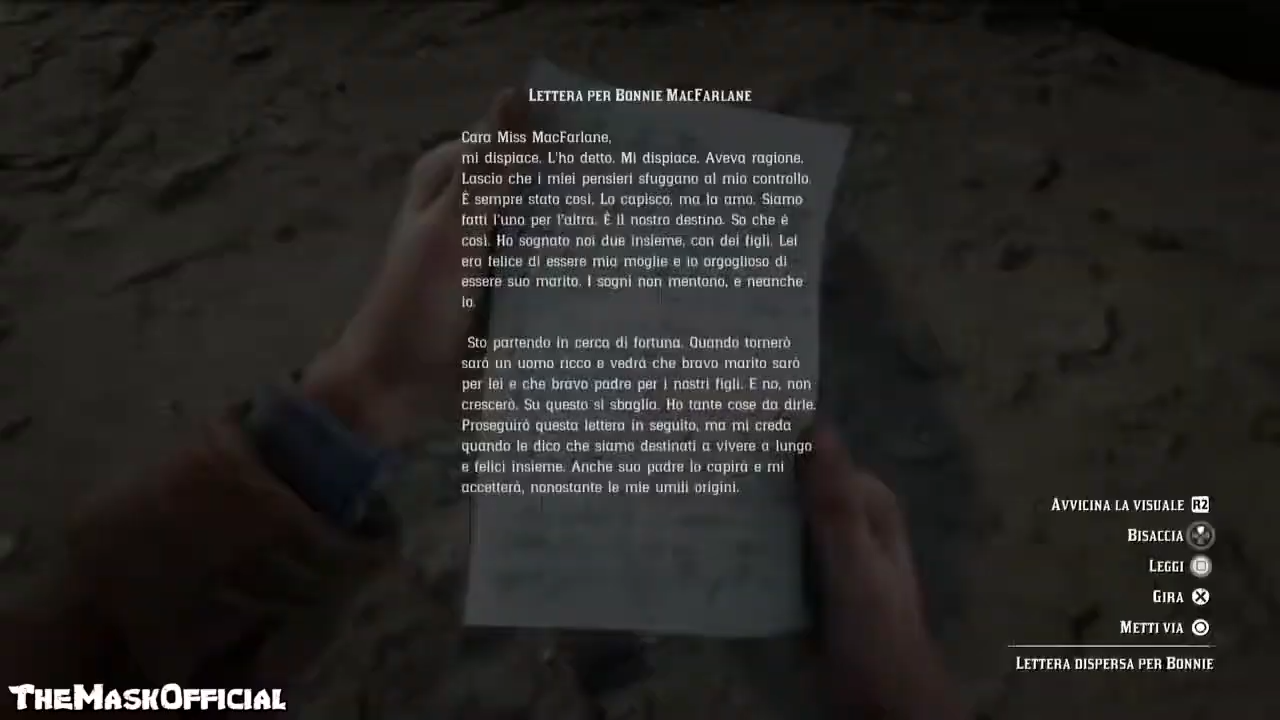 LETTERA PER BONNIE MACFARLANE
Cara Miss MacFarlane,
mi dispiace. L'ho detto. Mi dispiace. Aveva ragione.
Lascio che i miei pensieri sfuggano al mio controllo.
È sempre stato così. Lo capisco, ma la amo. Siamo
fatti l'uno per l'altra. È il nostro destino. So che è
così. Ho sognato noi due insieme, con dei figli. Lei
era felice di essere mia moglie e io orgoglioso di
essere suo marito. I sogni non mentono, e neanche
io.
Sto partendo in cerca di fortuna. Quando tornerò
sarò un uomo ricco e vedrà che bravo marito sarò
per lei e che bravo padre per i nostri figli. E no, non
crescerò. Su questo si sbaglia. Ho tante cose da dirle.
Proseguirò questa lettera in seguito, ma mi creda
quando le dico che siamo destinati a vivere a lungo
e felici insieme. Anche suo padre lo capirà e mi
accetterà, nonostante le mie umili origini.
AVVICINA LA VISUALE R2
BISACCIA
LEGGI
GIRA
METTI VIA
LETTERA DISPERSA PER BONNIE
THEMASKOFFICIAL